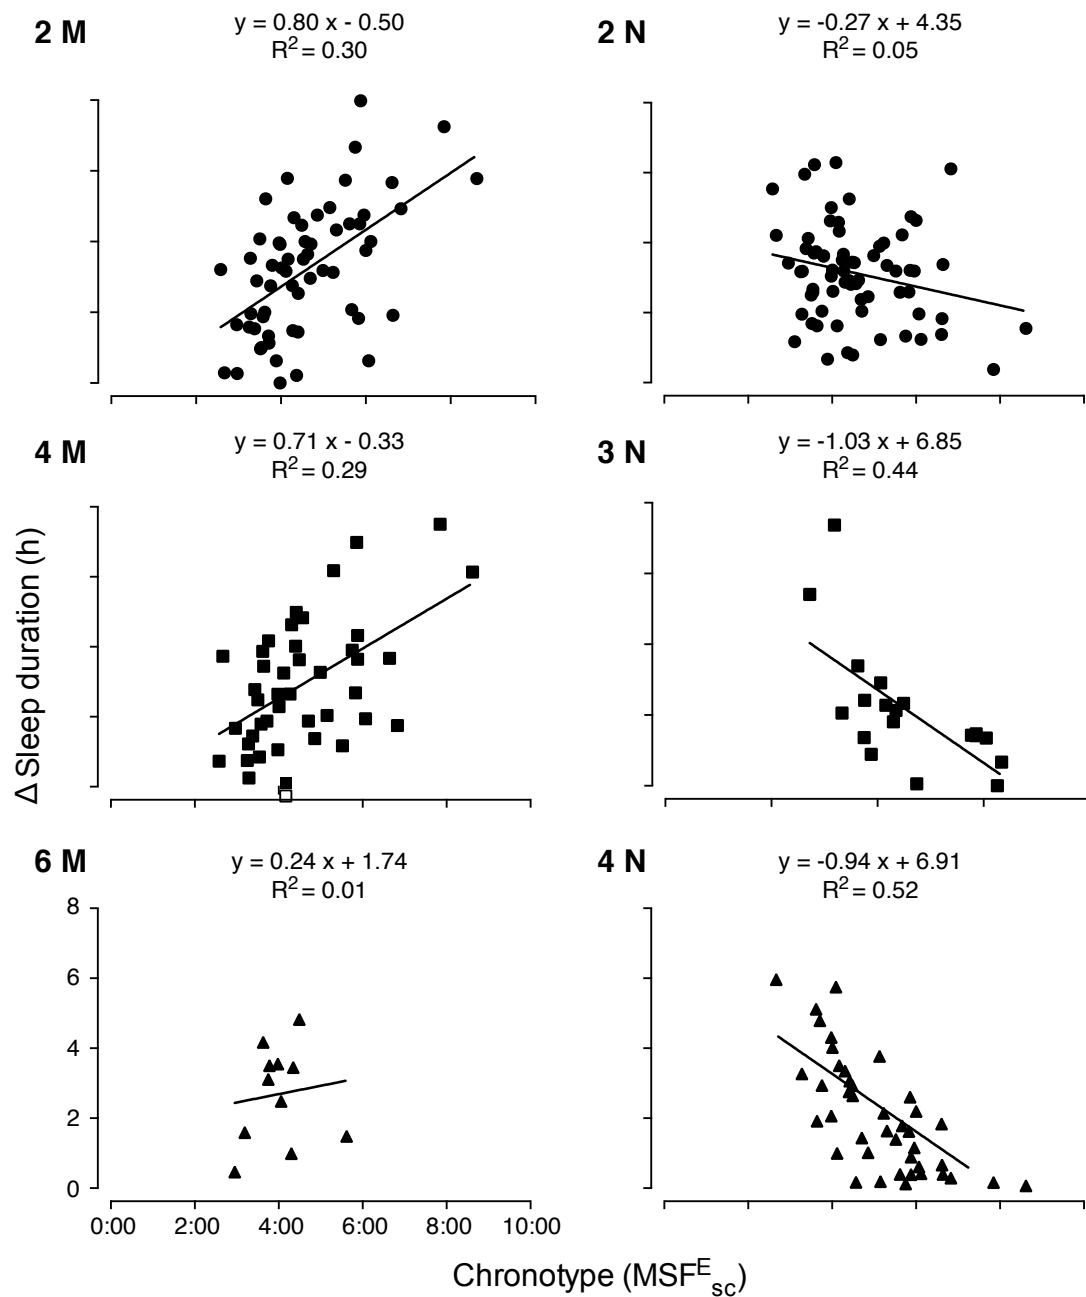 2 M
y = 0.80 x - 0.50
R² = 0.30
2 N
y = -0.27 x + 4.35
R² = 0.05
4 M
y = 0.71 x - 0.33
R² = 0.29
3 N
y = -1.03 x + 6.85
R² = 0.44
Δ Sleep duration (h)
6 M
y = 0.24 x + 1.74
R² = 0.01
4 N
y = -0.94 x + 6.91
R² = 0.52
8
6
4
2
0
0:00 2:00 4:00 6:00 8:00 10:00
Chronotype (MSF^E_sc)